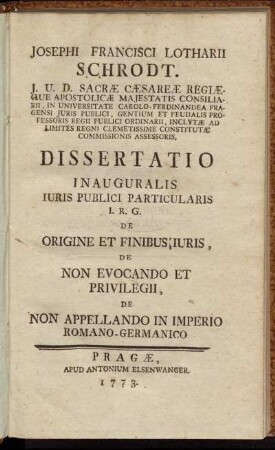 JOSEPHI FRANCISCI LOTHARII
SCHRODT.
J. U. D. SACRÆ CÆSAREÆ REGIÆ-
QUE APOSTOLICÆ MAJESTATIS CONSILIA-
RII, IN UNIVERSITATE CAROLO-FERDINANDEA PRA-
GENSI JURIS PUBLICI, GENTIUM ET FEUDALIS PRO-
FESSORIS REGII PUBLICI ORDINARII, INCLYTÆ AD
LIMITES REGNI CLEMETISSIME CONSTITUTÆ
COMMISSIONIS ASSESSORIS,
DISSERTATIO
INAUGURALIS
IURIS PUBLICI PARTICULARIS
I. R. G.
DE
ORIGINE ET FINIBUS, IURIS,
DE
NON EVOCANDO ET
PRIVILEGII,
DE
NON APPELLANDO IN IMPERIO
ROMANO-GERMANICO
PRAGÆ,
APUD ANTONIUM ELSENWANGER.
1773.